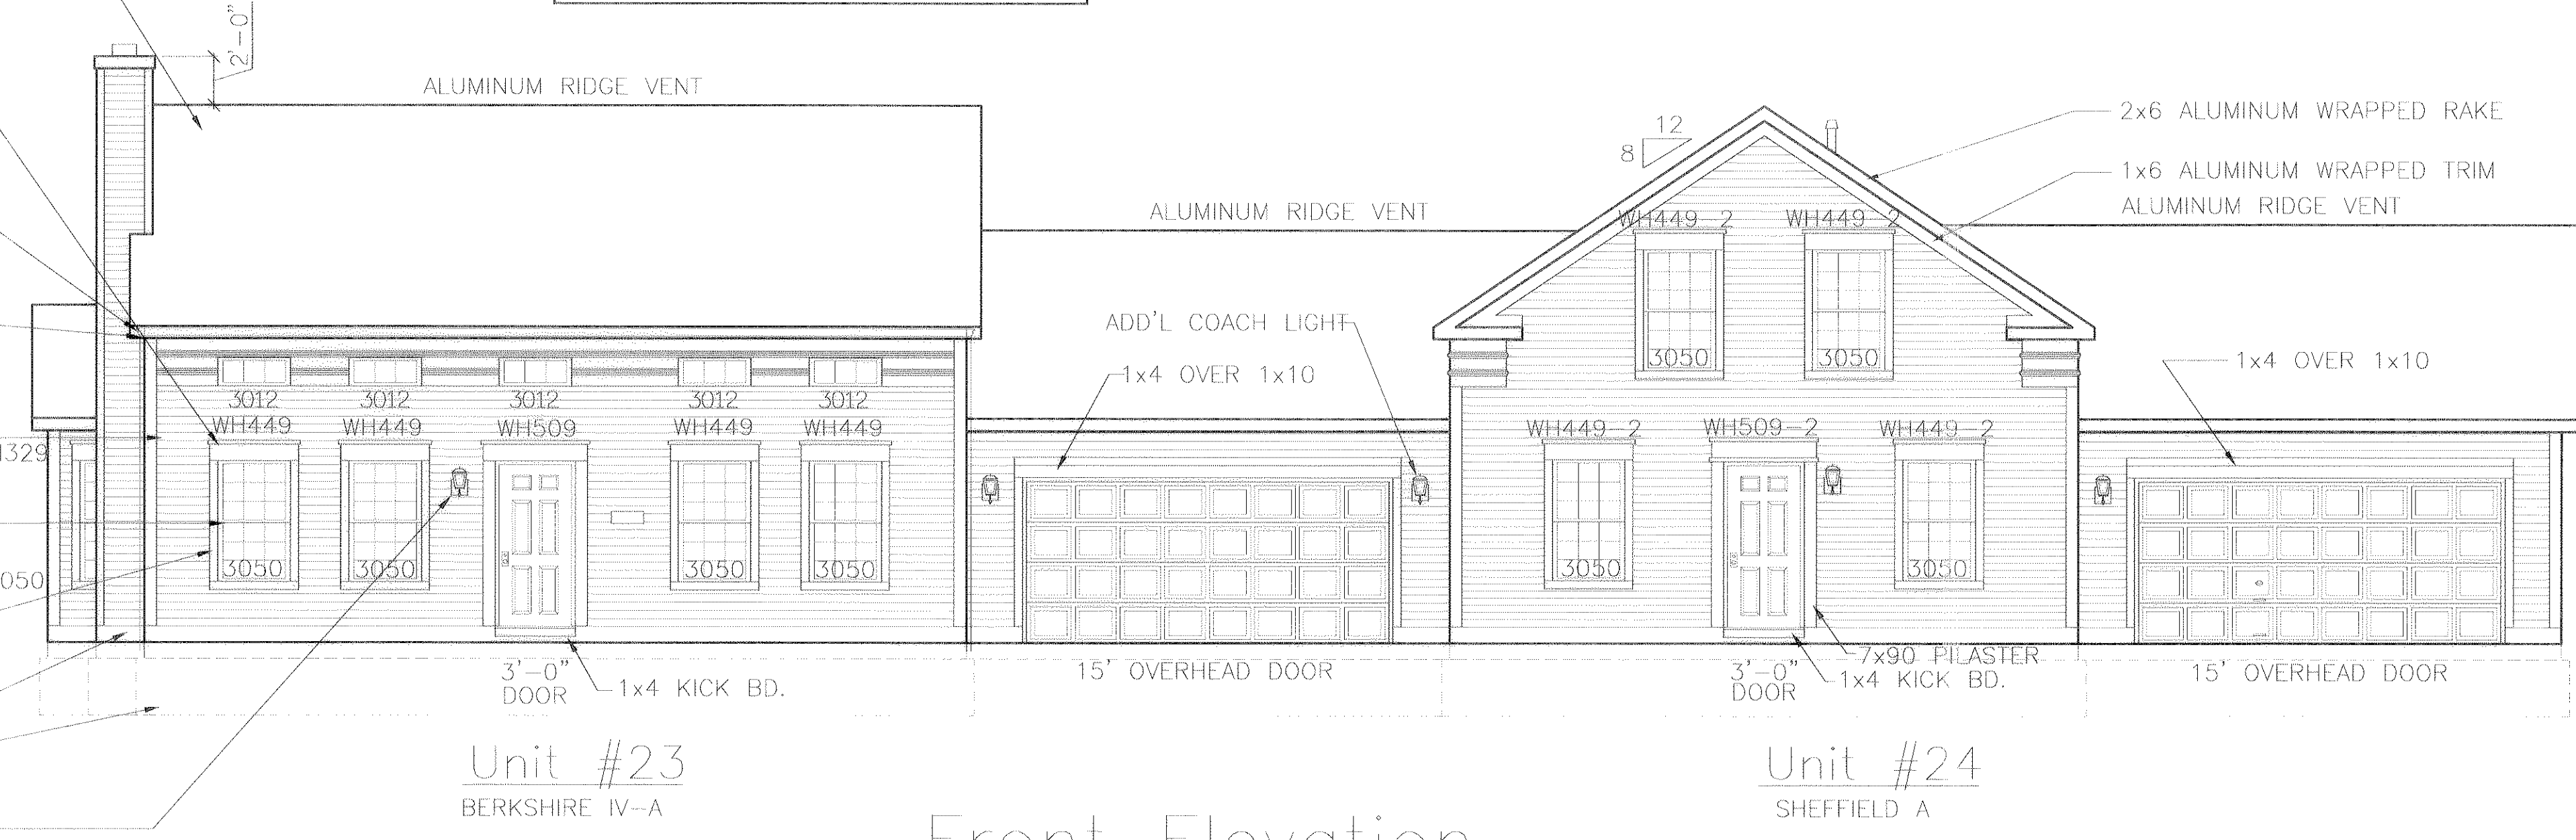 2'-0"
ALUMINUM RIDGE VENT
12
8
2x6 ALUMINUM WRAPPED RAKE
1x6 ALUMINUM WRAPPED TRIM
ALUMINUM RIDGE VENT
ALUMINUM RIDGE VENT
WH449-2
WH449-2
3050
3050
ADD'L COACH LIGHT
1x4 OVER 1x10
1x4 OVER 1x10
3012
3012
3012
3012
3012
WH449
WH449
WH509
WH449
WH449
WH449-2
WH509-2
WH449-2
1329
050
3050
3050
3050
3050
3050
3050
3'-0"
DOOR
1x4 KICK BD.
15' OVERHEAD DOOR
3'-0"
DOOR
7x90 PILASTER
1x4 KICK BD.
15' OVERHEAD DOOR
Unit #23
BERKSHIRE IV-A
Unit #24
SHEFFIELD A
Front Elevation